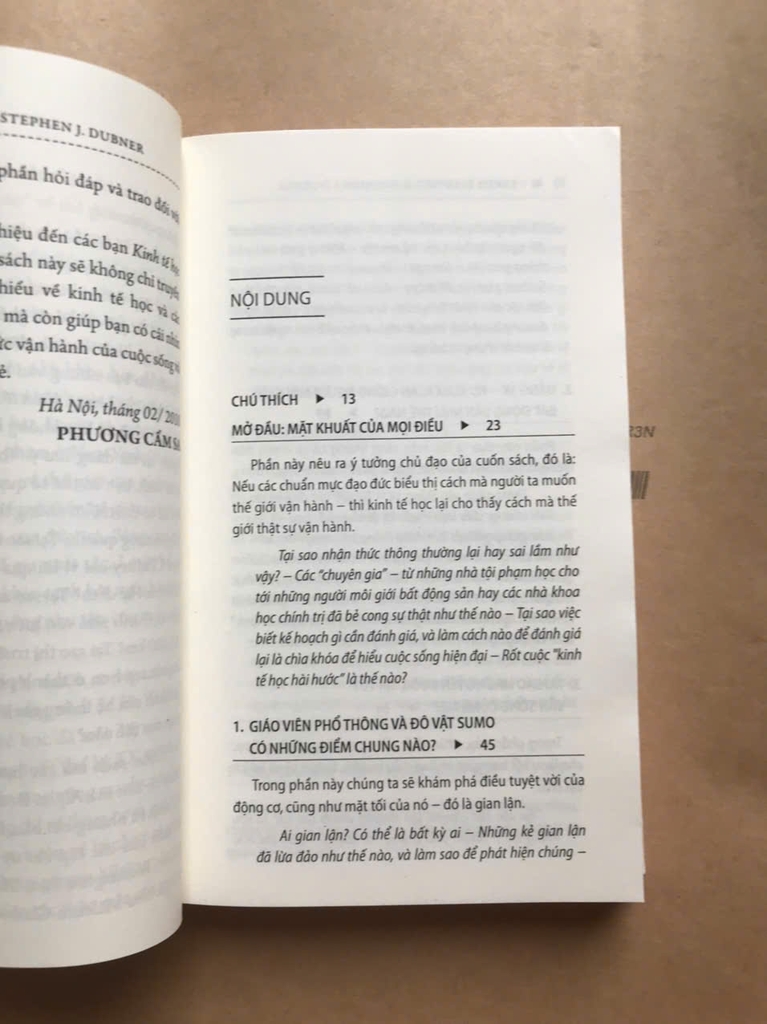 STEPHEN J. DUBNER
phần hỏi đáp và trao đổi
hiệu đến các bạn Kinh tế
sách này sẽ không chỉ
hiểu về kinh tế học và
mà còn giúp bạn có cái
vận hành của cuộc sống
Hà Nội, tháng 02/
PHƯƠNG CẦM
NỘI DUNG
CHÚ THÍCH ▶ 13
MỞ ĐẦU: MẶT KHUẤT CỦA MỌI ĐIỀU ▶ 23
Phần này nêu ra ý tưởng chủ đạo của cuốn sách, đó là:
Nếu các chuẩn mực đạo đức biểu thị cách mà người ta muốn
thế giới vận hành – thì kinh tế học lại cho thấy cách mà thế
giới thật sự vận hành.
Tại sao nhận thức thông thường lại hay sai lầm như
vậy? – Các “chuyên gia” – từ những nhà tội phạm học cho
tới những người môi giới bất động sản hay các nhà khoa
học chính trị đã bẻ cong sự thật như thế nào – Tại sao việc
biết kế hoạch gì cần đánh giá, và làm cách nào để đánh giá
lại là chìa khóa để hiểu cuộc sống hiện đại – Rốt cuộc “kinh
tế học hài hước” là thế nào?
1. GIÁO VIÊN PHỔ THÔNG VÀ ĐÔ VẬT SUMO
CÓ NHỮNG ĐIỂM CHUNG NÀO? ▶ 45
Trong phần này chúng ta sẽ khám phá điều tuyệt vời của
động cơ, cũng như mặt tối của nó – đó là gian lận.
Ai gian lận? Có thể là bất kỳ ai – Những kẻ gian lận
đã lừa đảo như thế nào, và làm sao để phát hiện chúng –